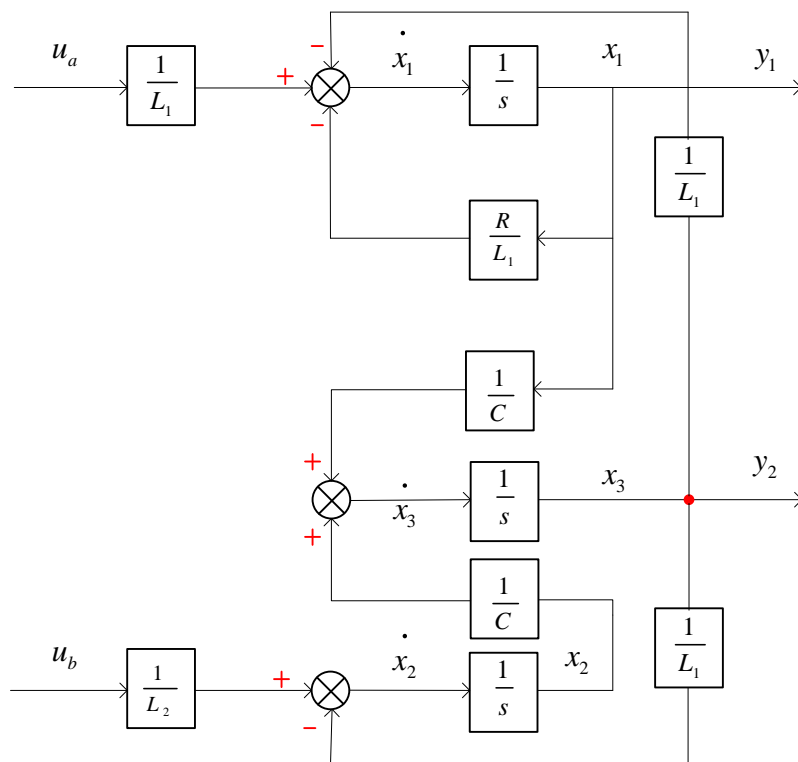 −
u_a
1/L_1
+
ẋ_1
1/s
x_1
y_1
−
1/L_1
R/L_1
1/C
+
ẋ_3
1/s
x_3
y_2
+
1/C
u_b
1/L_2
+
ẋ_2
1/s
x_2
1/L_1
−